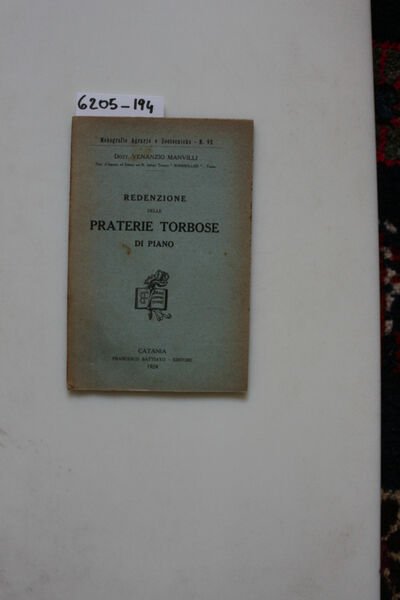 6205-194
Monografie Agrarie e Zootecniche - N. 92
DOTT. VENANZIO MANVILLI
REDENZIONE
DELLE
PRATERIE TORBOSE
DI PIANO
CATANIA
FRANCESCO BATTIATO - EDITORE
1924